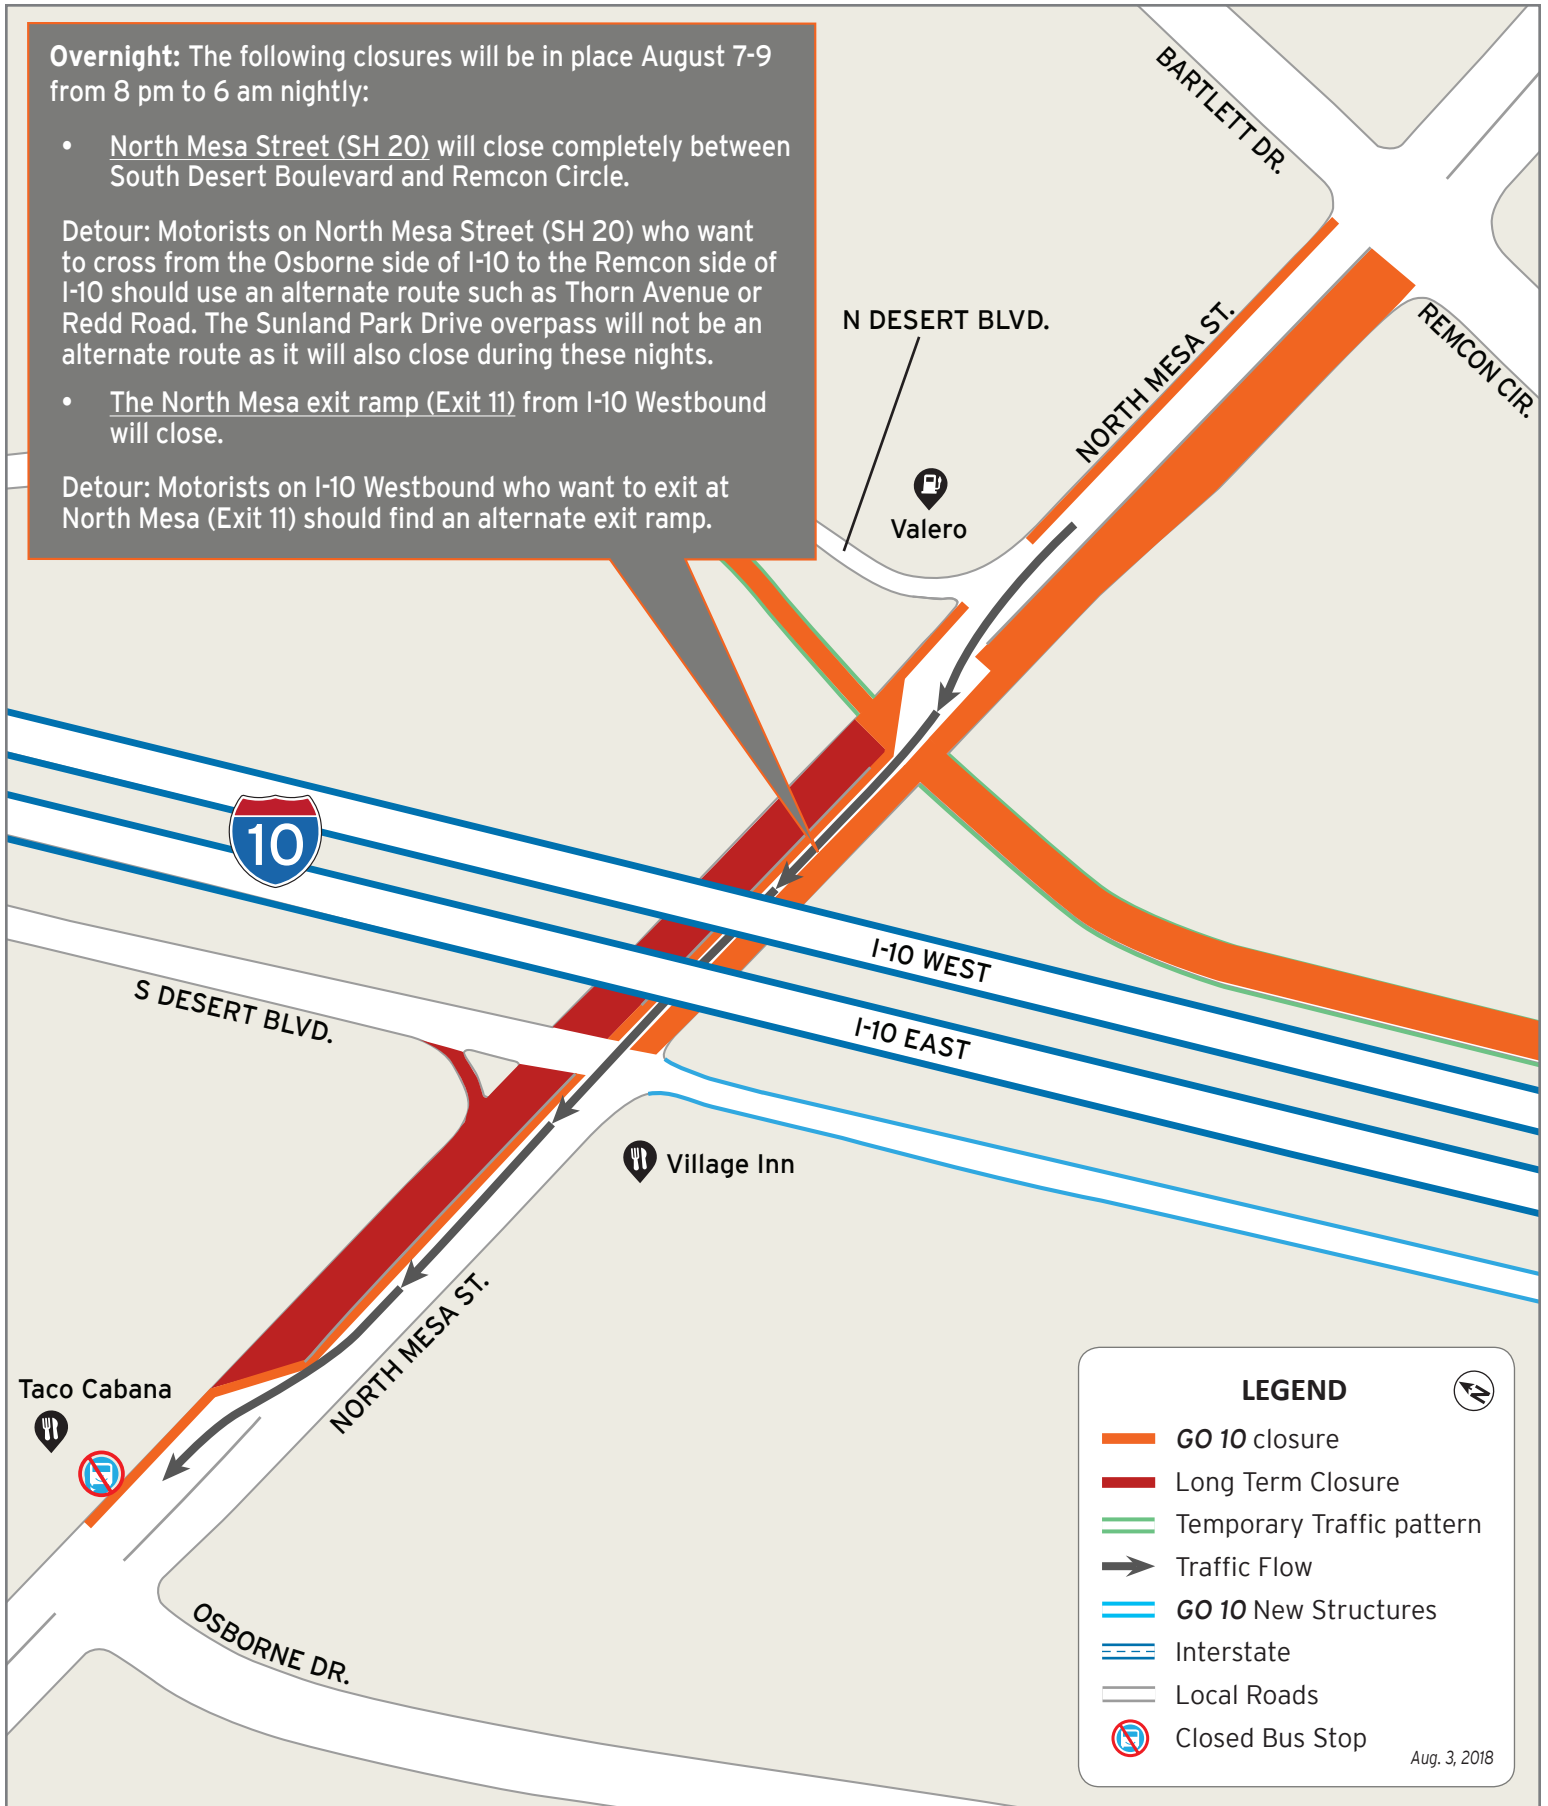 Overnight: The following closures will be in place August 7-9
from 8 pm to 6 am nightly:
• North Mesa Street (SH 20) will close completely between
South Desert Boulevard and Remcon Circle.
Detour: Motorists on North Mesa Street (SH 20) who want
to cross from the Osborne side of I-10 to the Remcon side of
I-10 should use an alternate route such as Thorn Avenue or
Redd Road. The Sunland Park Drive overpass will not be an
alternate route as it will also close during these nights.
• The North Mesa exit ramp (Exit 11) from I-10 Westbound
will close.
Detour: Motorists on I-10 Westbound who want to exit at
North Mesa (Exit 11) should find an alternate exit ramp.
BARTLETT DR.
N DESERT BLVD.
NORTH MESA ST.
REMCON CIR.
Valero
10
I-10 WEST
S DESERT BLVD.
I-10 EAST
Village Inn
NORTH MESA ST.
Taco Cabana
OSBORNE DR.
LEGEND
N
GO 10 closure
Long Term Closure
Temporary Traffic pattern
Traffic Flow
GO 10 New Structures
Interstate
Local Roads
Closed Bus Stop
Aug. 3, 2018